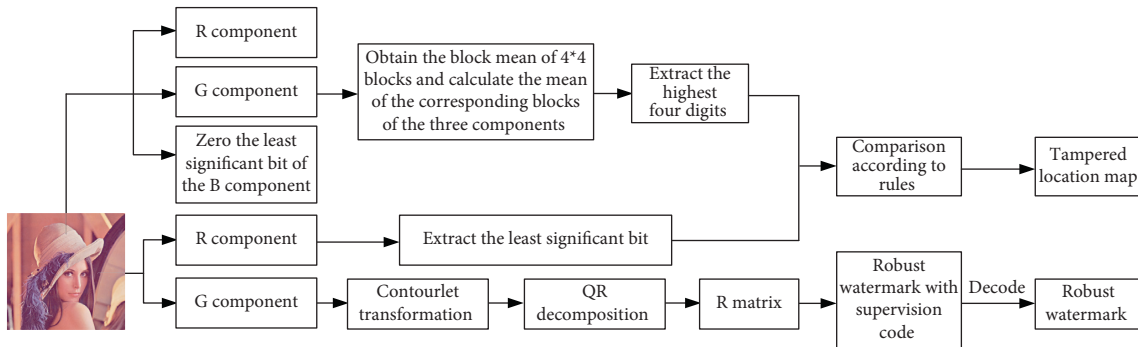 R component
G component
Zero the least
significant bit of
the B component
Obtain the block mean of 4*4
blocks and calculate the mean
of the corresponding blocks
of the three components
Extract the
highest
four digits
Comparison
according to
rules
Tampered
location map
R component
Extract the least significant bit
G component
Contourlet
transformation
QR
decomposition
R matrix
Robust
watermark with
supervision
code
Decode
Robust
watermark